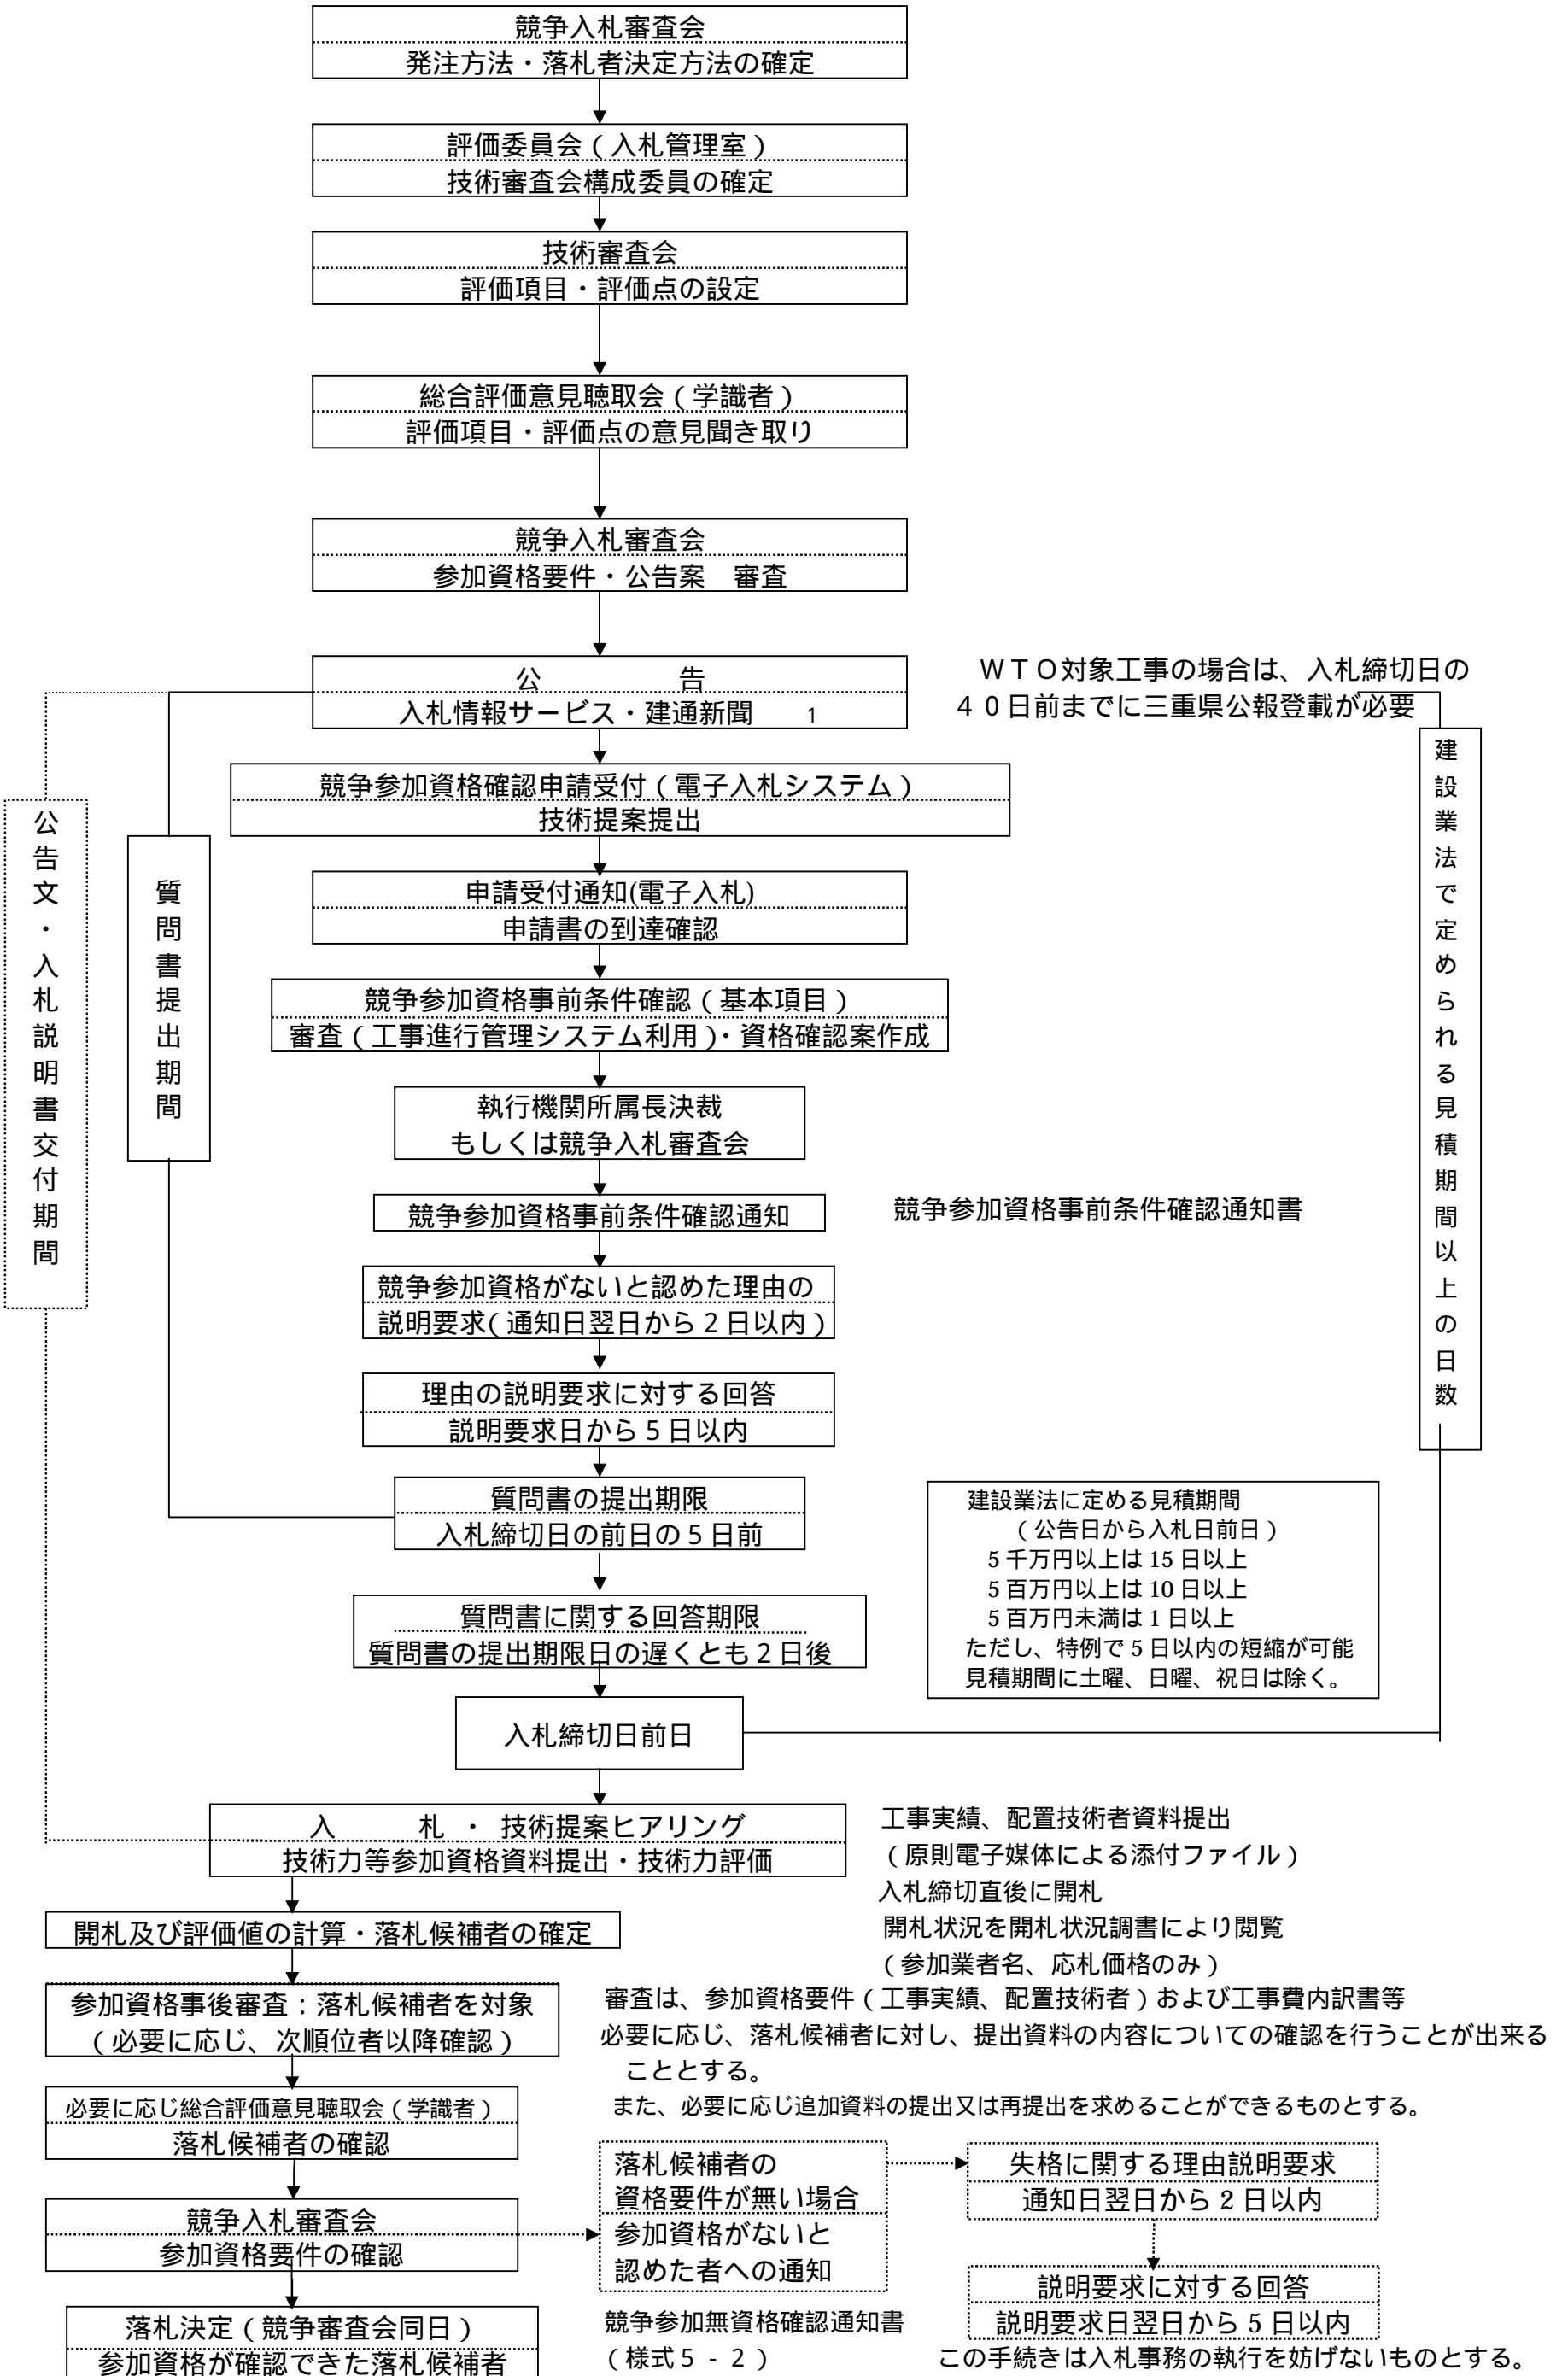 競争入札審査会
発注方法・落札者決定方法の確定
評価委員会（入札管理室）
技術審査会構成委員の確定
技術審査会
評価項目・評価点の設定
総合評価意見聴取会（学識者）
評価項目・評価点の意見聞き取り
競争入札審査会
参加資格要件・公告案　審査
公　　　　　告
入札情報サービス・建通新聞　　1
ＷＴＯ対象工事の場合は、入札締切日の
４０日前までに三重県公報登載が必要
競争参加資格確認申請受付（電子入札システム）
技術提案提出
申請受付通知(電子入札)
申請書の到達確認
競争参加資格事前条件確認（基本項目）
審査（工事進行管理システム利用）・資格確認案作成
執行機関所属長決裁
もしくは競争入札審査会
競争参加資格事前条件確認通知
競争参加資格事前条件確認通知書
競争参加資格がないと認めた理由の
説明要求（通知日翌日から２日以内）
理由の説明要求に対する回答
説明要求日から５日以内
質問書の提出期限
入札締切日の前日の５日前
質問書に関する回答期限
質問書の提出期限日の遅くとも２日後
入札締切日前日
公告文・入札説明書交付期間
質問書提出期間
建設業法で定められる見積期間以上の日数
建設業法に定める見積期間
（公告日から入札日前日）
５千万円以上は 15 日以上
５百万円以上は 10 日以上
５百万円未満は 1 日以上
ただし、特例で５日以内の短縮が可能
見積期間に土曜、日曜、祝日は除く。
入　　　札　・　技術提案ヒアリング
技術力等参加資格資料提出・技術力評価
工事実績、配置技術者資料提出
（原則電子媒体による添付ファイル）
入札締切直後に開札
開札状況を開札状況調書により閲覧
（参加業者名、応札価格のみ）
開札及び評価値の計算・落札候補者の確定
参加資格事後審査：落札候補者を対象
（必要に応じ、次順位者以降確認）
審査は、参加資格要件（工事実績、配置技術者）および工事費内訳書等
必要に応じ、落札候補者に対し、提出資料の内容についての確認を行うことが出来る
こととする。
また、必要に応じ追加資料の提出又は再提出を求めることができるものとする。
必要に応じ総合評価意見聴取会（学識者）
落札候補者の確認
競争入札審査会
参加資格要件の確認
落札候補者の
資格要件が無い場合
参加資格がないと
認めた者への通知
失格に関する理由説明要求
通知日翌日から２日以内
説明要求に対する回答
説明要求日翌日から５日以内
落札決定（競争審査会同日）
参加資格が確認できた落札候補者
競争参加無資格確認通知書
（様式５－２）
この手続きは入札事務の執行を妨げないものとする。